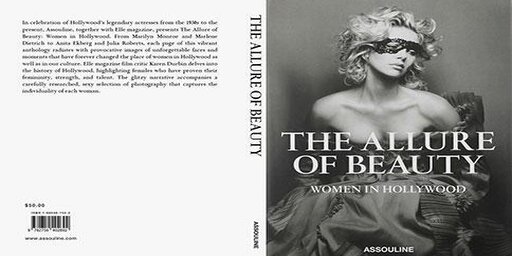 In celebration of Hollywood's legendary actresses from the 1930s to the
present, Assouline, together with Elle magazine, presents The Allure of
Beauty: Women in Hollywood. From Marilyn Monroe and Marlene
Dietrich to Anita Ekberg and Julia Roberts, each page of this vibrant
anthology radiates with provocative images of unforgettable faces and
moments that have forever changed the place of women in Hollywood as
well as in our culture. Elle magazine film critic Karen Durbin delves into
the history of Hollywood, highlighting females who have proven their
femininity, strength, and talent. The glitzy narrative accompanies a
carefully researched, sexy selection of photography that captures the
individuality of each woman.
$50.00
www.assouline.com
THE ALLURE OF BEAUTY
ASSOULINE
THE ALLURE
OF BEAUTY
WOMEN IN HOLLYWOOD
ASSOULINE